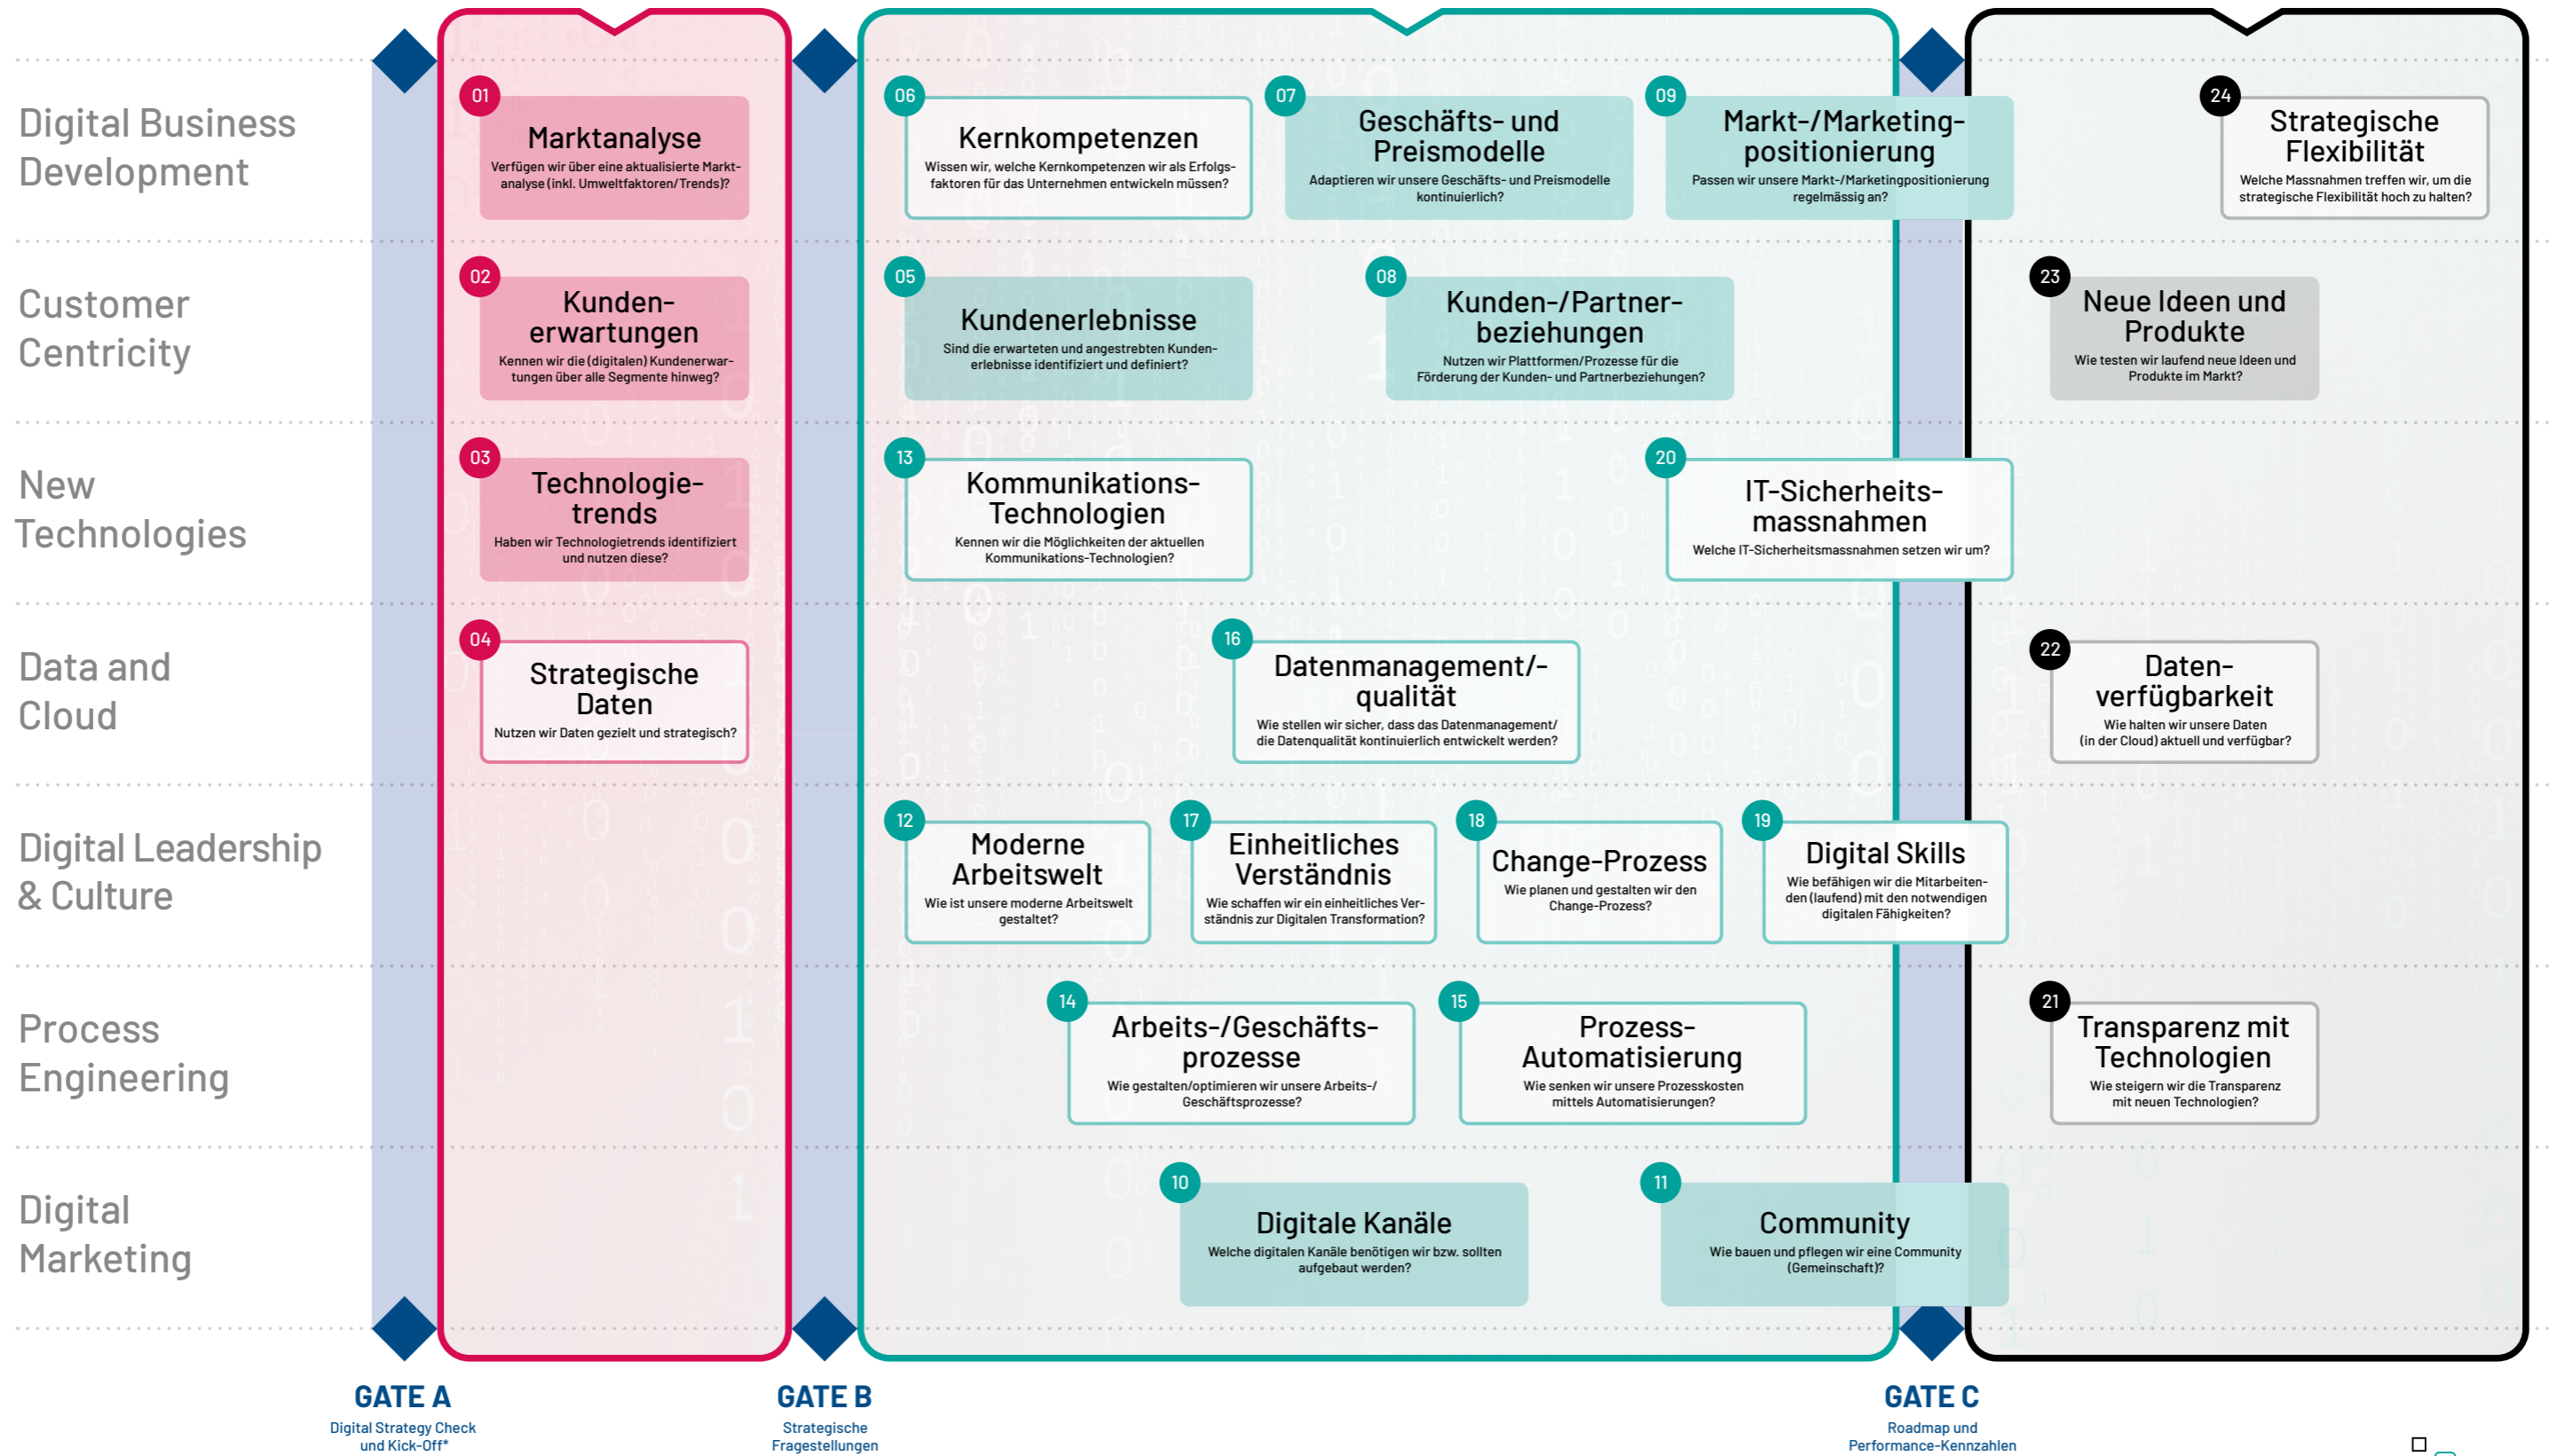 Digital Business
Development
01
Marktanalyse
Verfügen wir über eine aktualisierte Markt-
analyse (inkl. Umweltfaktoren/Trends)?
06
Kernkompetenzen
Wissen wir, welche Kernkompetenzen wir als Erfolgs-
faktoren für das Unternehmen entwickeln müssen?
07
Geschäfts- und
Preismodelle
Adaptieren wir unsere Geschäfts- und Preismodelle
kontinuierlich?
09
Markt-/Marketing-
positionierung
Passen wir unsere Markt-/Marketingpositionierung
regelmässig an?
24
Strategische
Flexibilität
Welche Massnahmen treffen wir, um die
strategische Flexibilität hoch zu halten?
Customer
Centricity
02
Kunden-
erwartungen
Kennen wir die (digitalen) Kundenerwar-
tungen über alle Segmente hinweg?
05
Kundenerlebnisse
Sind die erwarteten und angestrebten Kunden-
erlebnisse identifiziert und definiert?
08
Kunden-/Partner-
beziehungen
Nutzen wir Plattformen/Prozesse für die
Förderung der Kunden- und Partnerbeziehungen?
23
Neue Ideen und
Produkte
Wie testen wir laufend neue Ideen und
Produkte im Markt?
New
Technologies
03
Technologie-
trends
Haben wir Technologietrends identifiziert
und nutzen diese?
13
Kommunikations-
Technologien
Kennen wir die Möglichkeiten der aktuellen
Kommunikations-Technologien?
20
IT-Sicherheits-
massnahmen
Welche IT-Sicherheitsmassnahmen setzen wir um?
Data and
Cloud
04
Strategische
Daten
Nutzen wir Daten gezielt und strategisch?
16
Datenmanagement/-
qualität
Wie stellen wir sicher, dass das Datenmanagement/
die Datenqualität kontinuierlich entwickelt werden?
22
Daten-
verfügbarkeit
Wie halten wir unsere Daten
(in der Cloud) aktuell und verfügbar?
Digital Leadership
& Culture
12
Moderne
Arbeitswelt
Wie ist unsere moderne Arbeitswelt
gestaltet?
17
Einheitliches
Verständnis
Wie schaffen wir ein einheitliches Ver-
ständnis zur Digitalen Transformation?
18
Change-Prozess
Wie planen und gestalten wir den
Change-Prozess?
19
Digital Skills
Wie befähigen wir die Mitarbeiten-
den (laufend) mit den notwendigen
digitalen Fähigkeiten?
Process
Engineering
14
Arbeits-/Geschäfts-
prozesse
Wie gestalten/optimieren wir unsere Arbeits-/
Geschäftsprozesse?
15
Prozess-
Automatisierung
Wie senken wir unsere Prozesskosten
mittels Automatisierungen?
21
Transparenz mit
Technologien
Wie steigern wir die Transparenz
mit neuen Technologien?
Digital
Marketing
10
Digitale Kanäle
Welche digitalen Kanäle benötigen wir bzw. sollten
aufgebaut werden?
11
Community
Wie bauen und pflegen wir eine Community
(Gemeinschaft)?
GATE A
Digital Strategy Check
und Kick-Off*
GATE B
Strategische
Fragestellungen
GATE C
Roadmap und
Performance-Kennzahlen